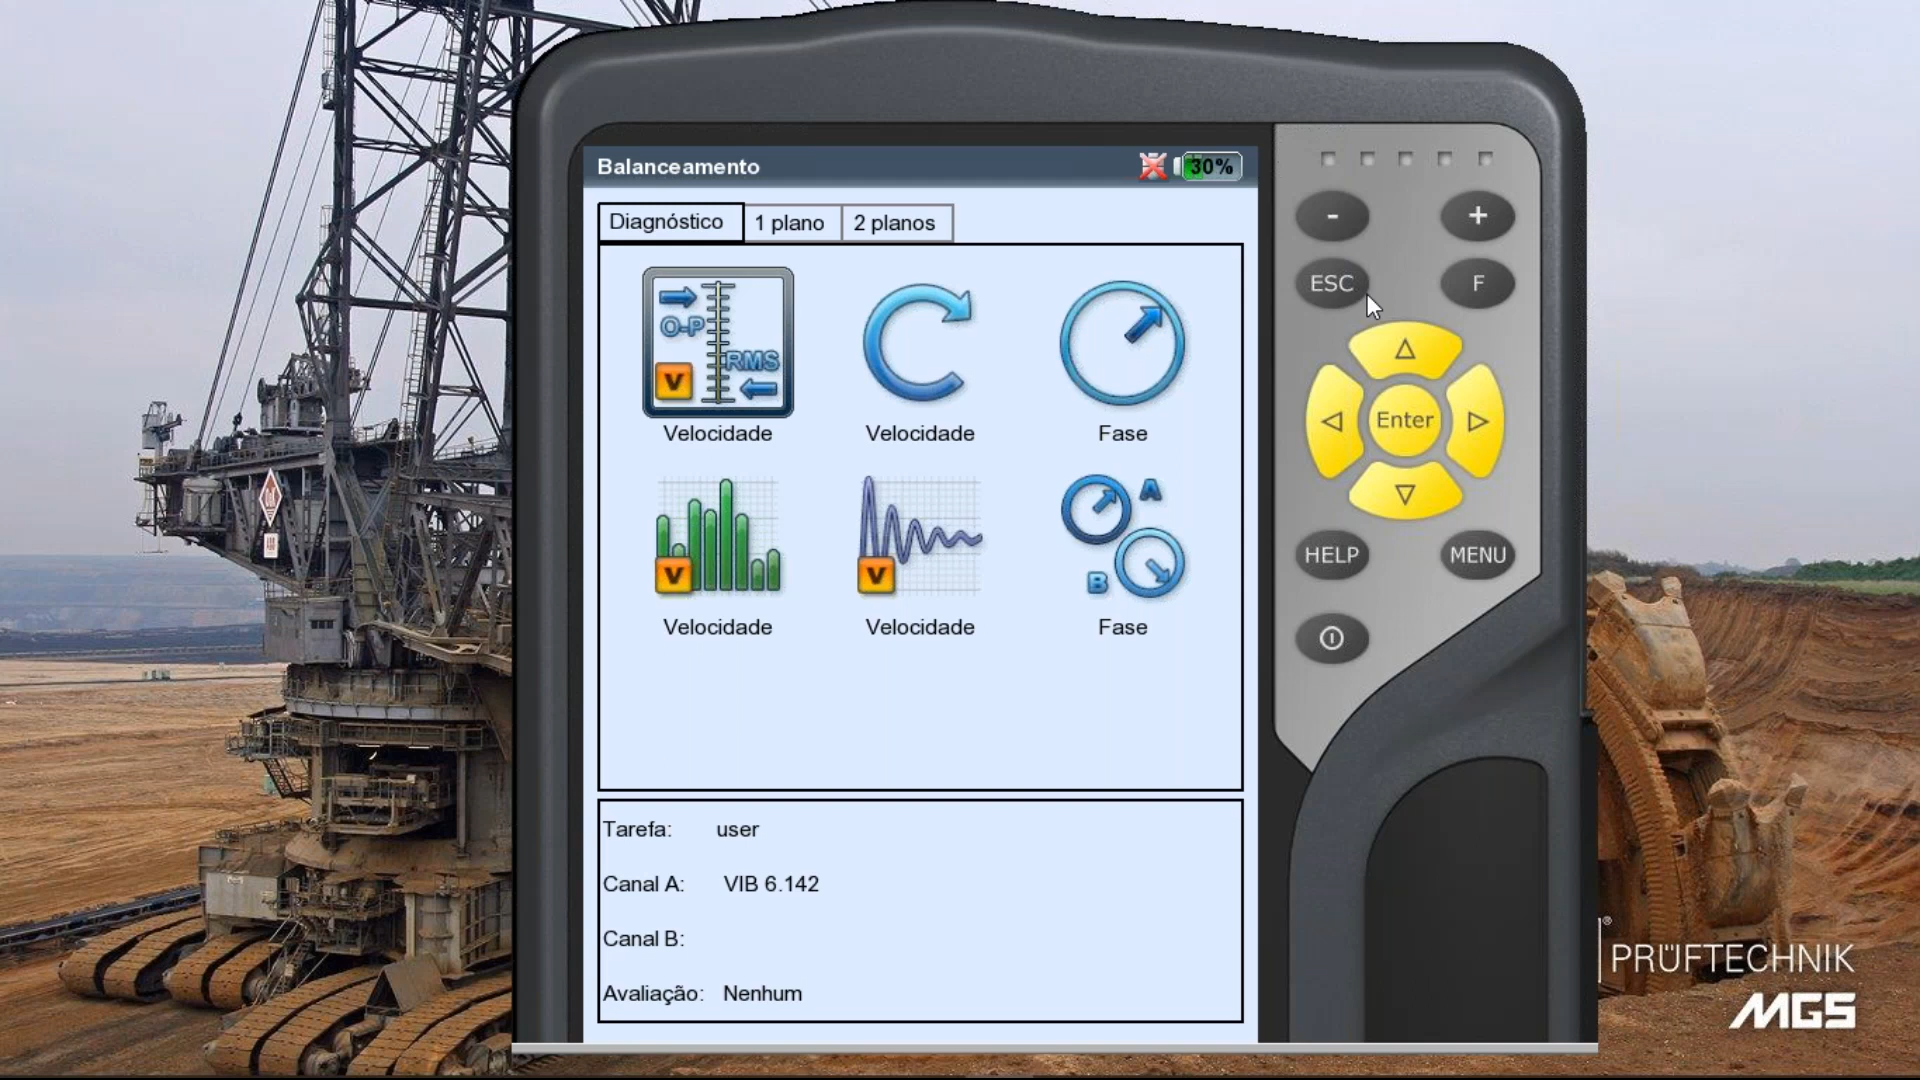 Balanceamento
30%
Diagnóstico
1 plano
2 planos
O-P
RMS
V
Velocidade
Velocidade
Fase
V
V
A
B
Velocidade
Velocidade
Fase
Tarefa: user
Canal A: VIB 6.142
Canal B:
Avaliação: Nenhum
- +
ESC F
Enter
HELP MENU
® PRÜFTECHNIK
MGS